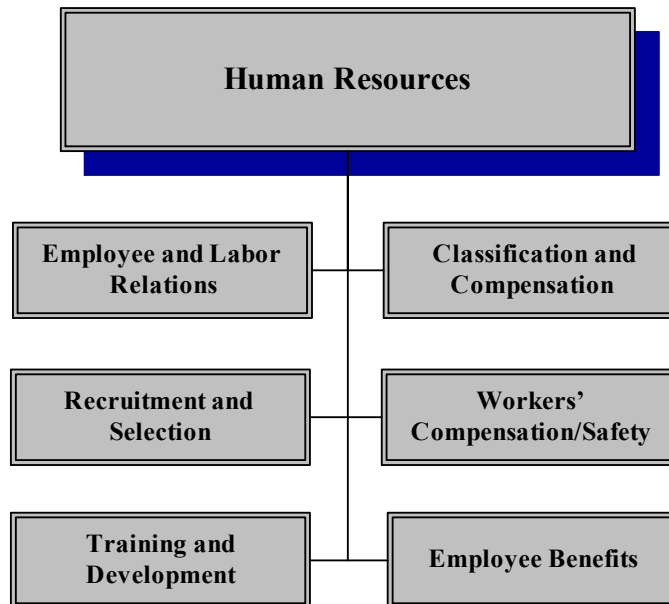 Human Resources
Employee and Labor
Relations
Classification and
Compensation
Recruitment and
Selection
Workers’
Compensation/Safety
Training and
Development
Employee Benefits